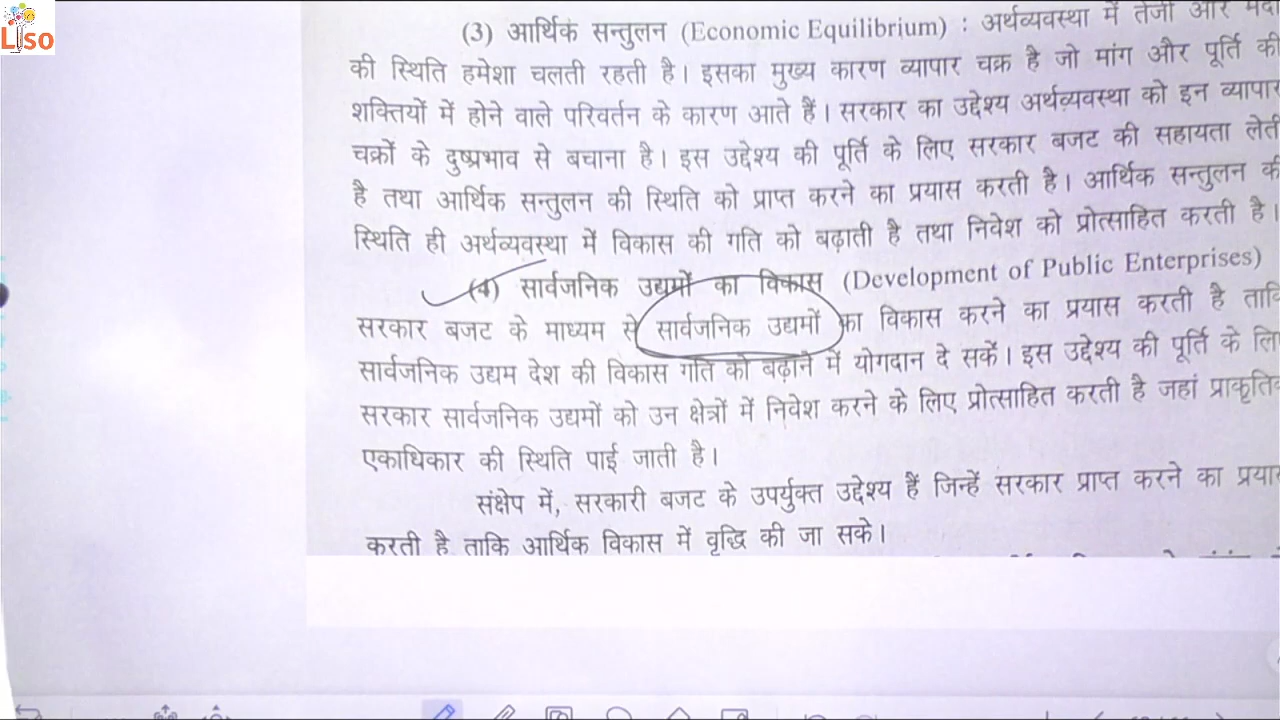 Liso
(3) आर्थिक सन्तुलन (Economic Equilibrium) : अर्थव्यवस्था में तेजी और मंदी
की स्थिति हमेशा चलती रहती है। इसका मुख्य कारण व्यापार चक्र है जो मांग और पूर्ति की
शक्तियों में होने वाले परिवर्तन के कारण आते हैं। सरकार का उद्देश्य अर्थव्यवस्था को इन व्यापार
चक्रों के दुष्प्रभाव से बचाना है। इस उद्देश्य की पूर्ति के लिए सरकार बजट की सहायता लेती
है तथा आर्थिक सन्तुलन की स्थिति को प्राप्त करने का प्रयास करती है। आर्थिक सन्तुलन की
स्थिति ही अर्थव्यवस्था में विकास की गति को बढ़ाती है तथा निवेश को प्रोत्साहित करती है।
(4) सार्वजनिक उद्यमों का विकास (Development of Public Enterprises)
सरकार बजट के माध्यम से सार्वजनिक उद्यमों का विकास करने का प्रयास करती है ताकि
सार्वजनिक उद्यम देश की विकास गति को बढ़ाने में योगदान दे सकें। इस उद्देश्य की पूर्ति के लिए
सरकार सार्वजनिक उद्यमों को उन क्षेत्रों में निवेश करने के लिए प्रोत्साहित करती है जहां प्राकृतिक
एकाधिकार की स्थिति पाई जाती है।
संक्षेप में, सरकारी बजट के उपर्युक्त उद्देश्य हैं जिन्हें सरकार प्राप्त करने का प्रयास
करती है ताकि आर्थिक विकास में वृद्धि की जा सके।